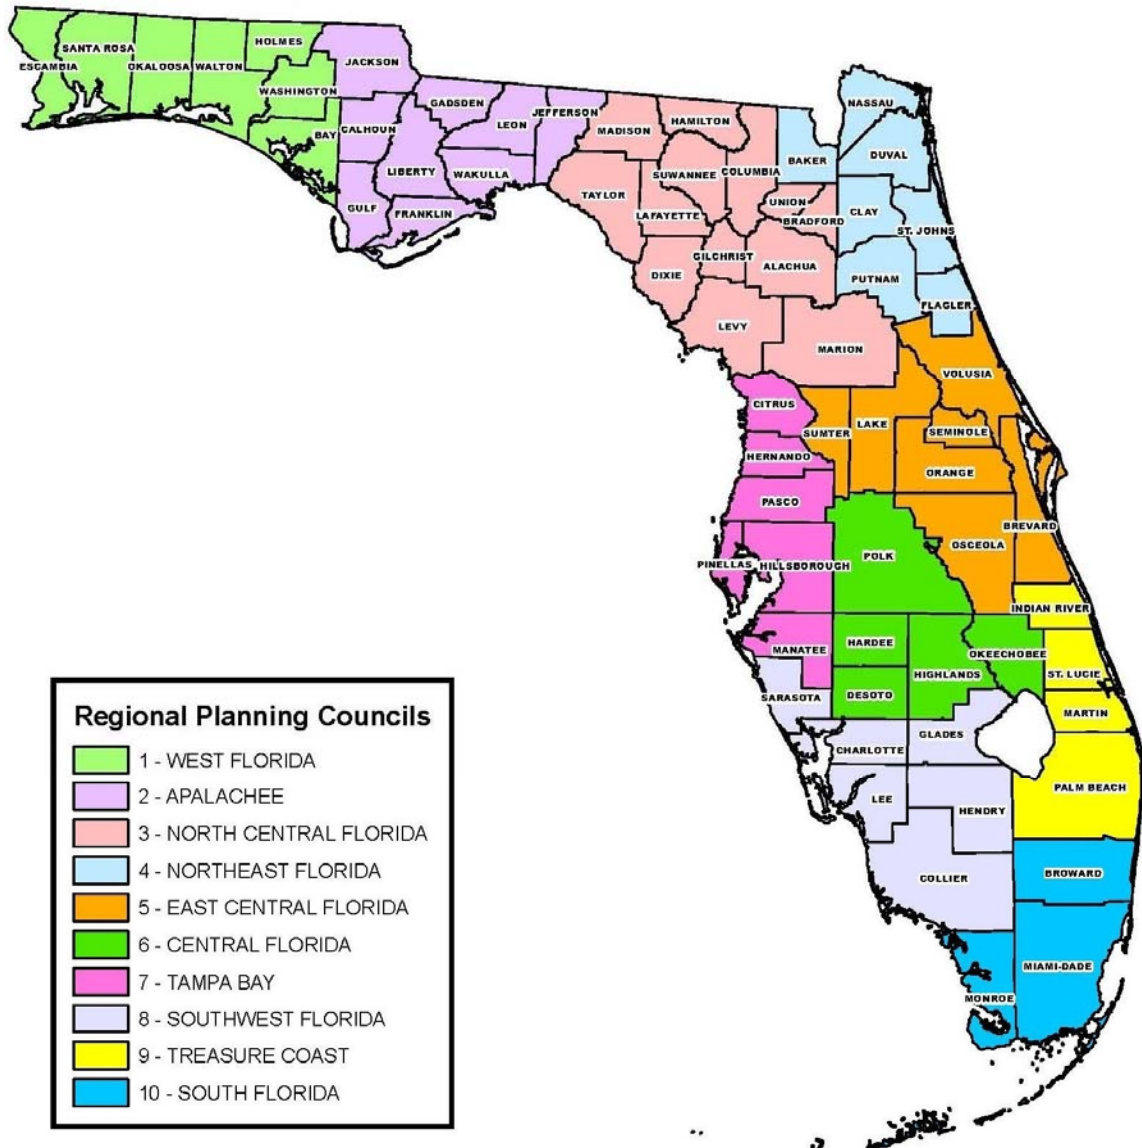 HOLMES
SANTA ROSA
ESCAMBIA
OKALOOSA
WALTON
JACKSON
WASHINGTON
BAY
CALHOUN
GADSDEN
LEON
JEFFERSON
LIBERTY
WAKULLA
GULF
FRANKLIN
MADISON
HAMILTON
TAYLOR
SUWANNEE
COLUMBIA
LAFAYETTE
UNION
BRADFORD
GILCHRIST
DIXIE
ALACHUA
LEVY
MARION
NASSAU
BAKER
DUVAL
CLAY
ST. JOHNS
PUTNAM
FLAGLER
VOLUSIA
CITRUS
SUMTER
LAKE
SEMINOLE
HERNANDO
ORANGE
PASCO
BREVARD
OSCEOLA
POLK
PINELLAS
HILLSBOROUGH
INDIAN RIVER
MANATEE
HARDEE
OKEECHOBEE
HIGHLANDS
ST. LUCIE
SARASOTA
DESOTO
MARTIN
CHARLOTTE
GLADES
LEE
HENDRY
PALM BEACH
COLLIER
BROWARD
MIAMI-DADE
MONROE
Regional Planning Councils
1 - WEST FLORIDA
2 - APALACHEE
3 - NORTH CENTRAL FLORIDA
4 - NORTHEAST FLORIDA
5 - EAST CENTRAL FLORIDA
6 - CENTRAL FLORIDA
7 - TAMPA BAY
8 - SOUTHWEST FLORIDA
9 - TREASURE COAST
10 - SOUTH FLORIDA